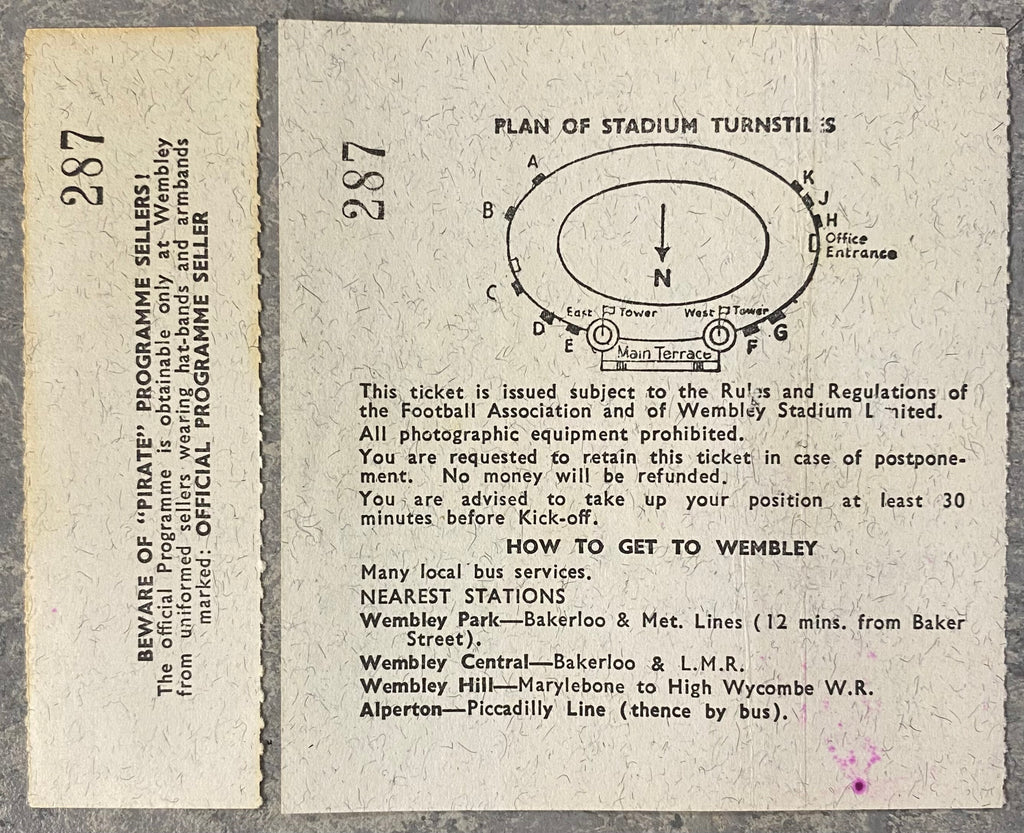 287
BEWARE OF "PIRATE" PROGRAMME SELLERS!
The official Programme is obtainable only at Wembley
from uniformed sellers wearing hat-bands and armbands
marked: OFFICIAL PROGRAMME SELLER
287
PLAN OF STADIUM TURNSTILES
A
K
J
B
H
Office
Entrance
N
C
East Tower
West Tower
D
E
F
G
Main Terrace
This ticket is issued subject to the Rules and Regulations of
the Football Association and of Wembley Stadium Limited.
All photographic equipment prohibited.
You are requested to retain this ticket in case of postpone-
ment. No money will be refunded.
You are advised to take up your position at least 30
minutes before Kick-off.
HOW TO GET TO WEMBLEY
Many local bus services.
NEAREST STATIONS
Wembley Park—Bakerloo & Met. Lines (12 mins. from Baker
Street).
Wembley Central—Bakerloo & L.M.R.
Wembley Hill—Marylebone to High Wycombe W.R.
Alperton—Piccadilly Line (thence by bus).